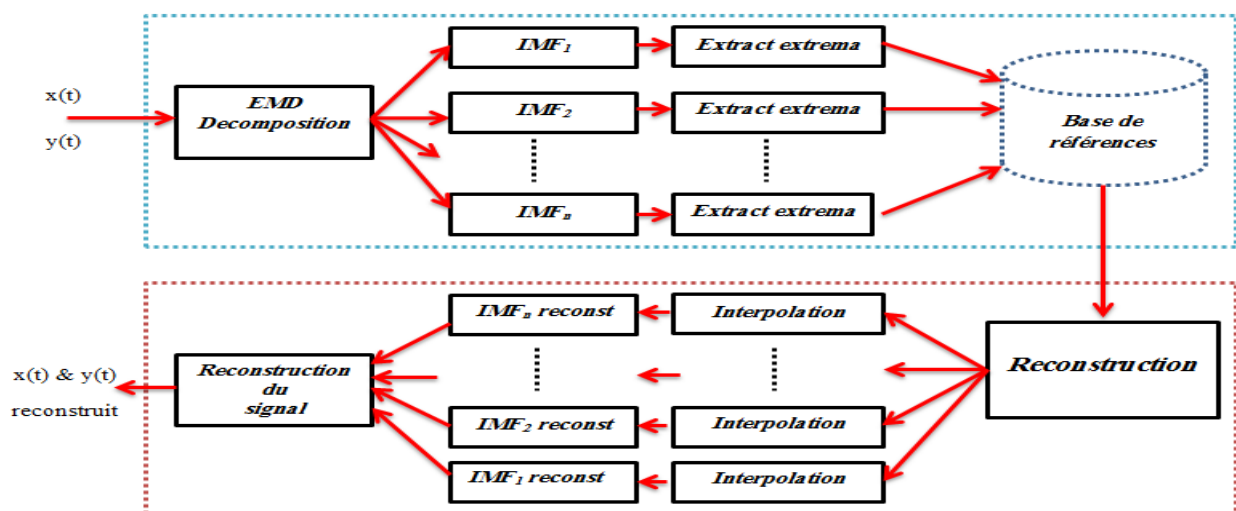 x(t)
y(t)
EMD
Decomposition
IMF₁
Extract extrema
IMF₂
Extract extrema
IMFₙ
Extract extrema
Base de
références
Reconstruction
Interpolation
IMFₙ reconst
Interpolation
IMF₂ reconst
Interpolation
IMF₁ reconst
Reconstruction
du
signal
x(t) & y(t)
reconstruit